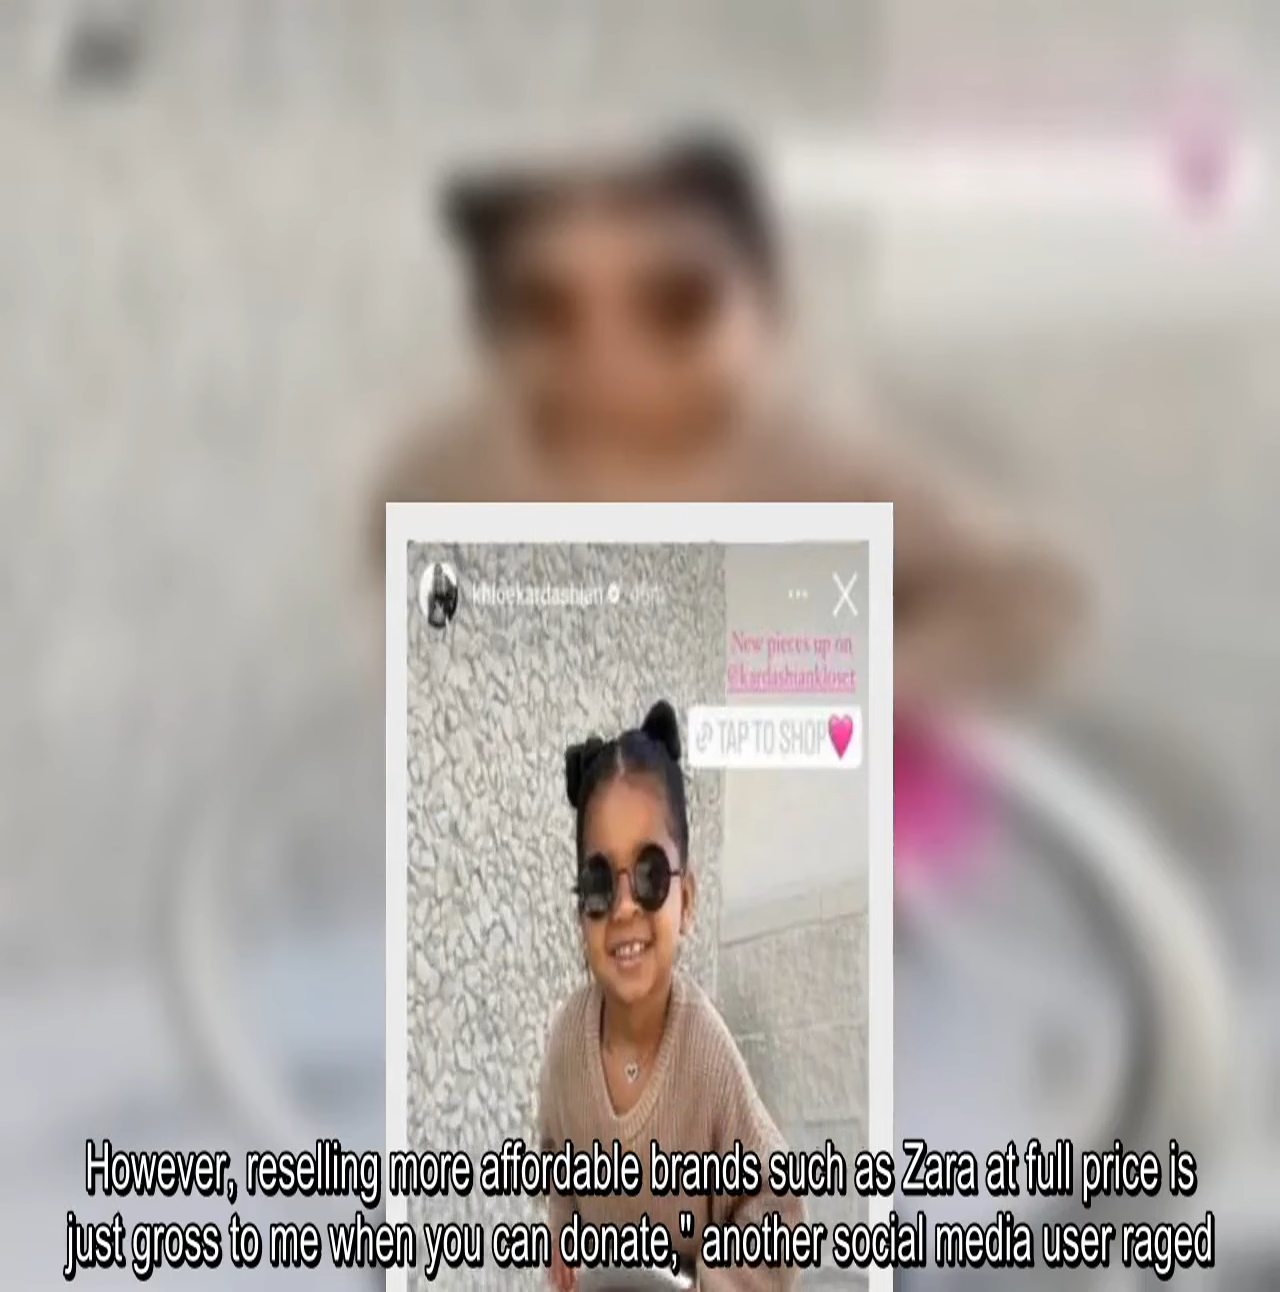 khloekardashian
New pieces up on
@kardashiankloset
TAP TO SHOP
However, reselling more affordable brands such as Zara at full price is
just gross to me when you can donate," another social media user raged